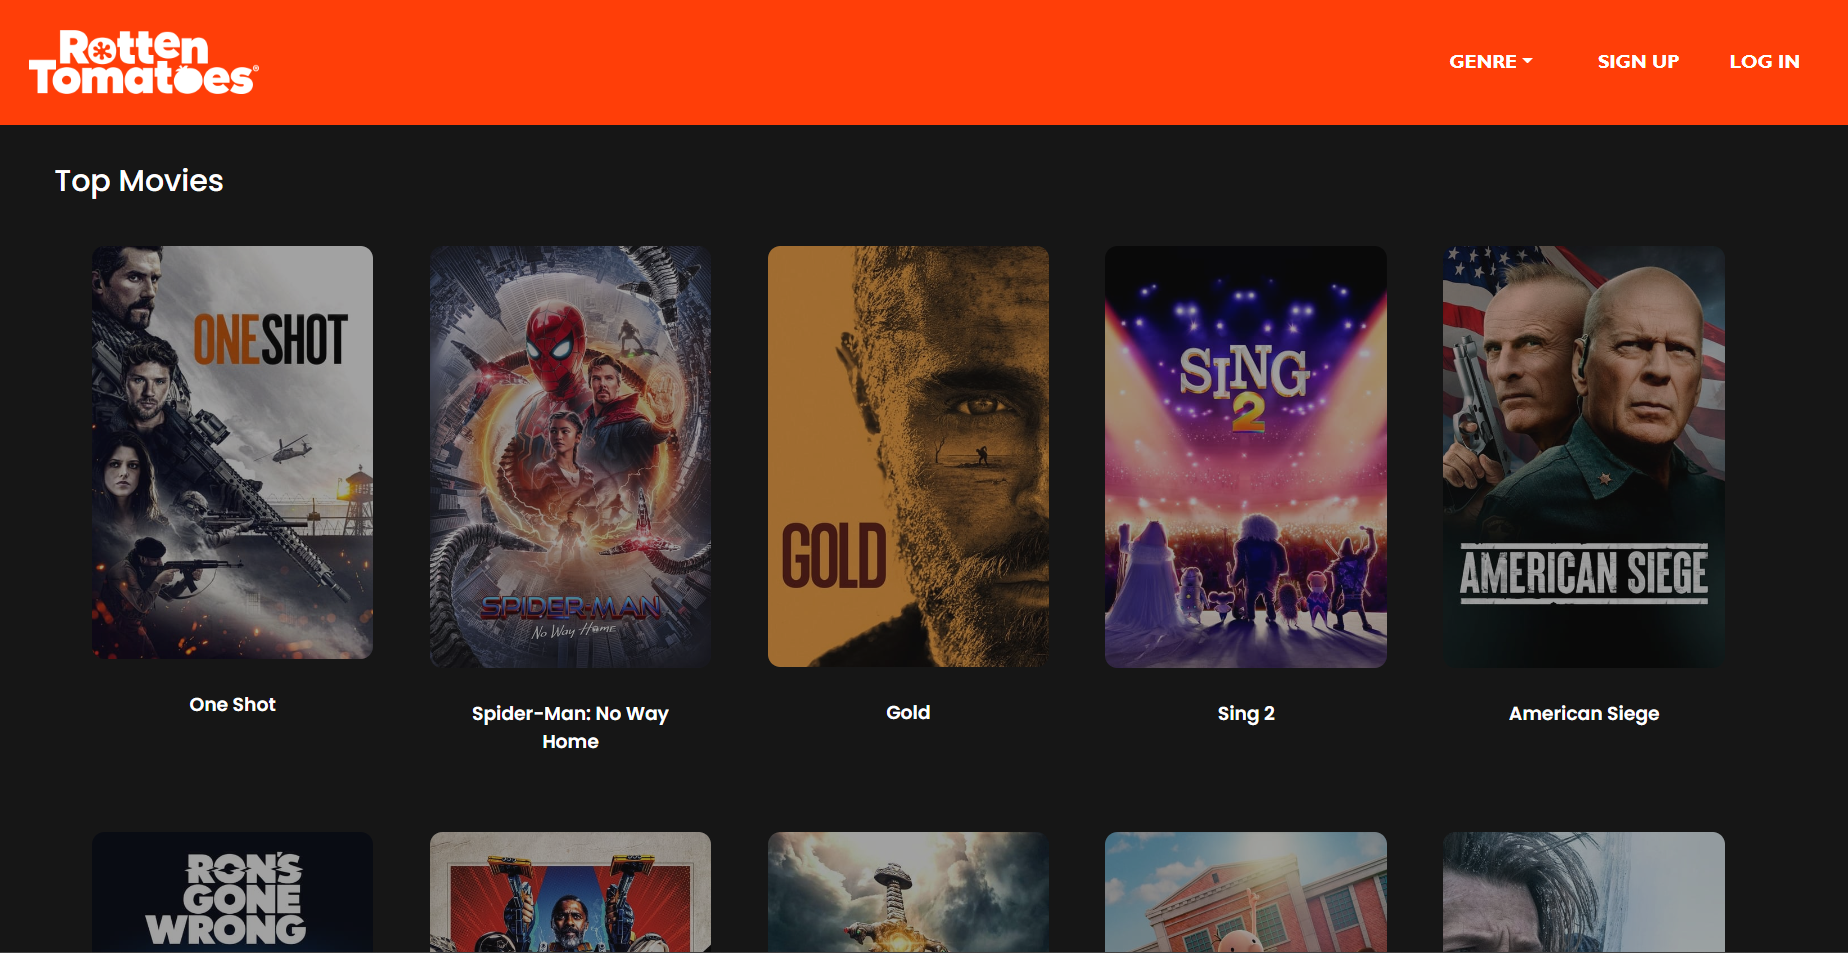 Rotten
Tomatoes®
GENRE
SIGN UP
LOG IN
Top Movies
ONE SHOT
SPIDER-MAN
No Way Home
GOLD
SING
2
AMERICAN SIEGE
One Shot
Spider-Man: No Way
Home
Gold
Sing 2
American Siege
RON'S
GONE
WRONG